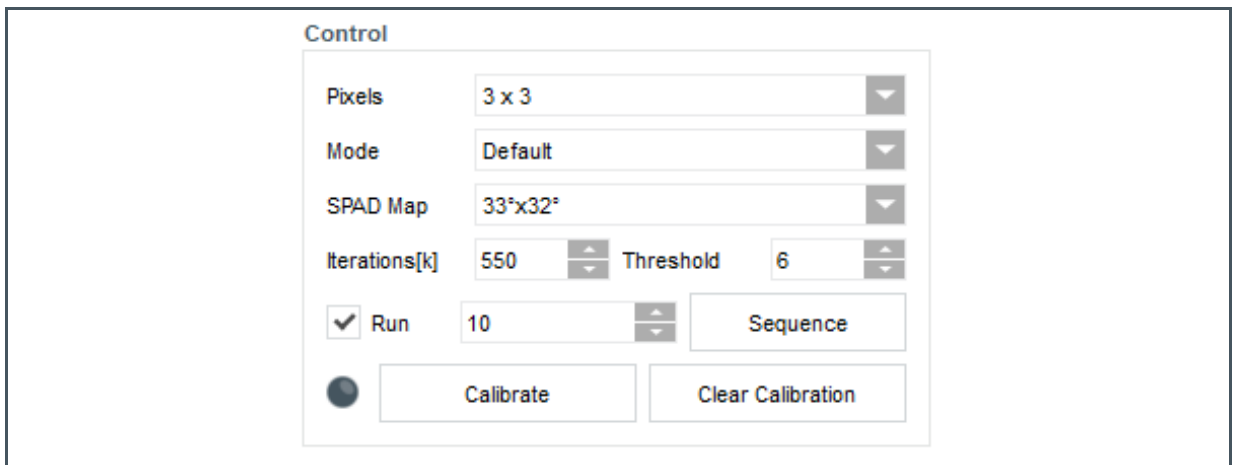 Control
Pixels 3 x 3
Mode Default
SPAD Map 33°x32°
Iterations[k] 550 Threshold 6
Run 10 Sequence
Calibrate Clear Calibration